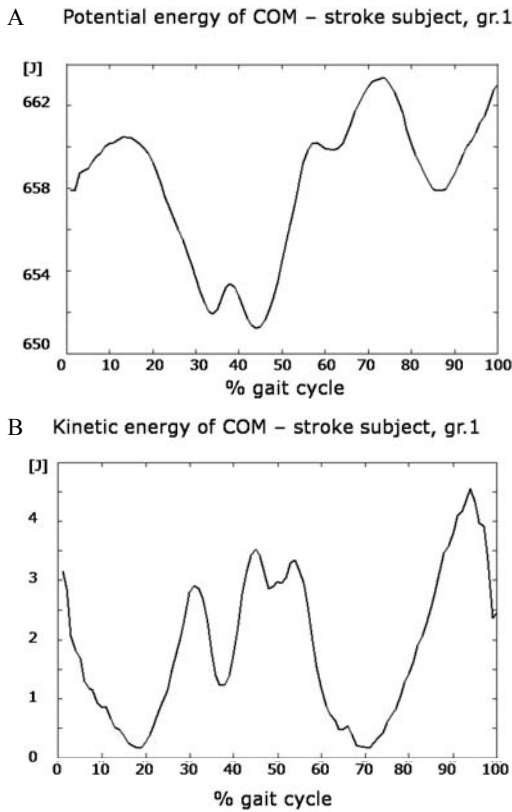 A Potential energy of COM – stroke subject, gr.1
[J]
662
658
654
650
0 10 20 30 40 50 60 70 80 90 100
% gait cycle
B Kinetic energy of COM – stroke subject, gr.1
[J]
4
3
2
1
0
0 10 20 30 40 50 60 70 80 90 100
% gait cycle